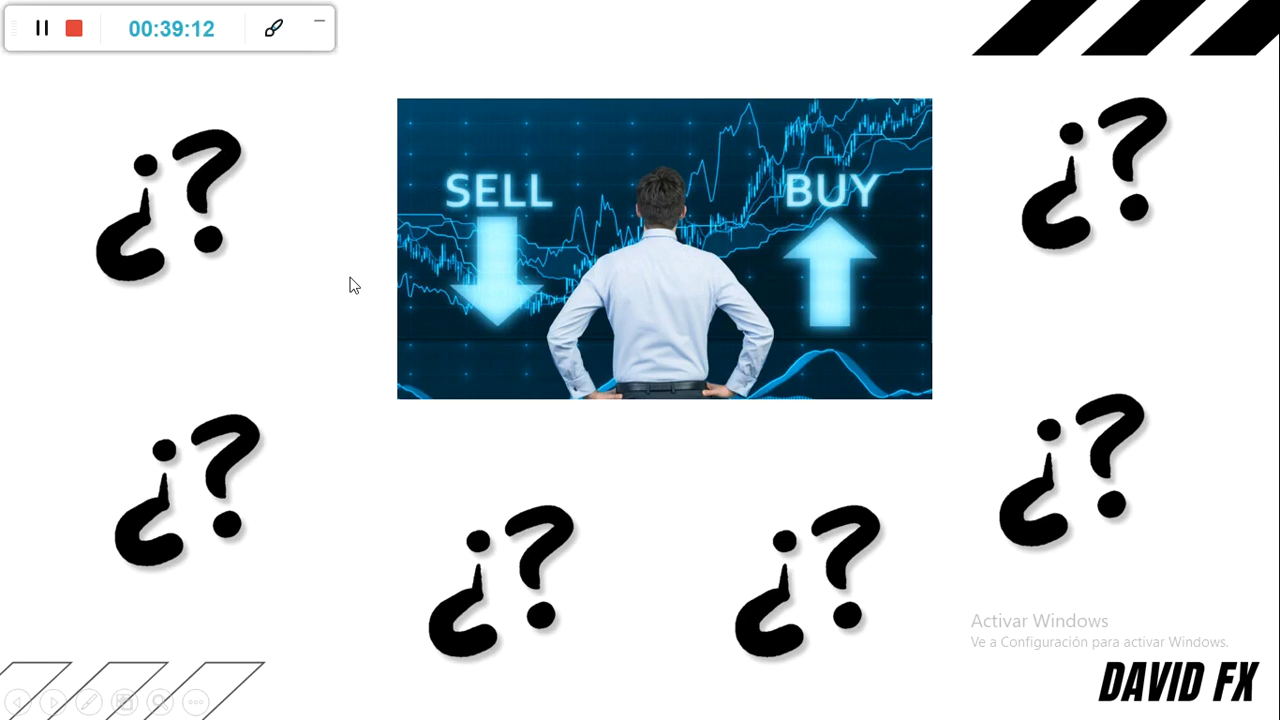 00:39:12
¿?
¿?
SELL
BUY
¿?
¿?
¿?
¿?
Activar Windows
Ve a Configuración para activar Windows.
DAVID FX